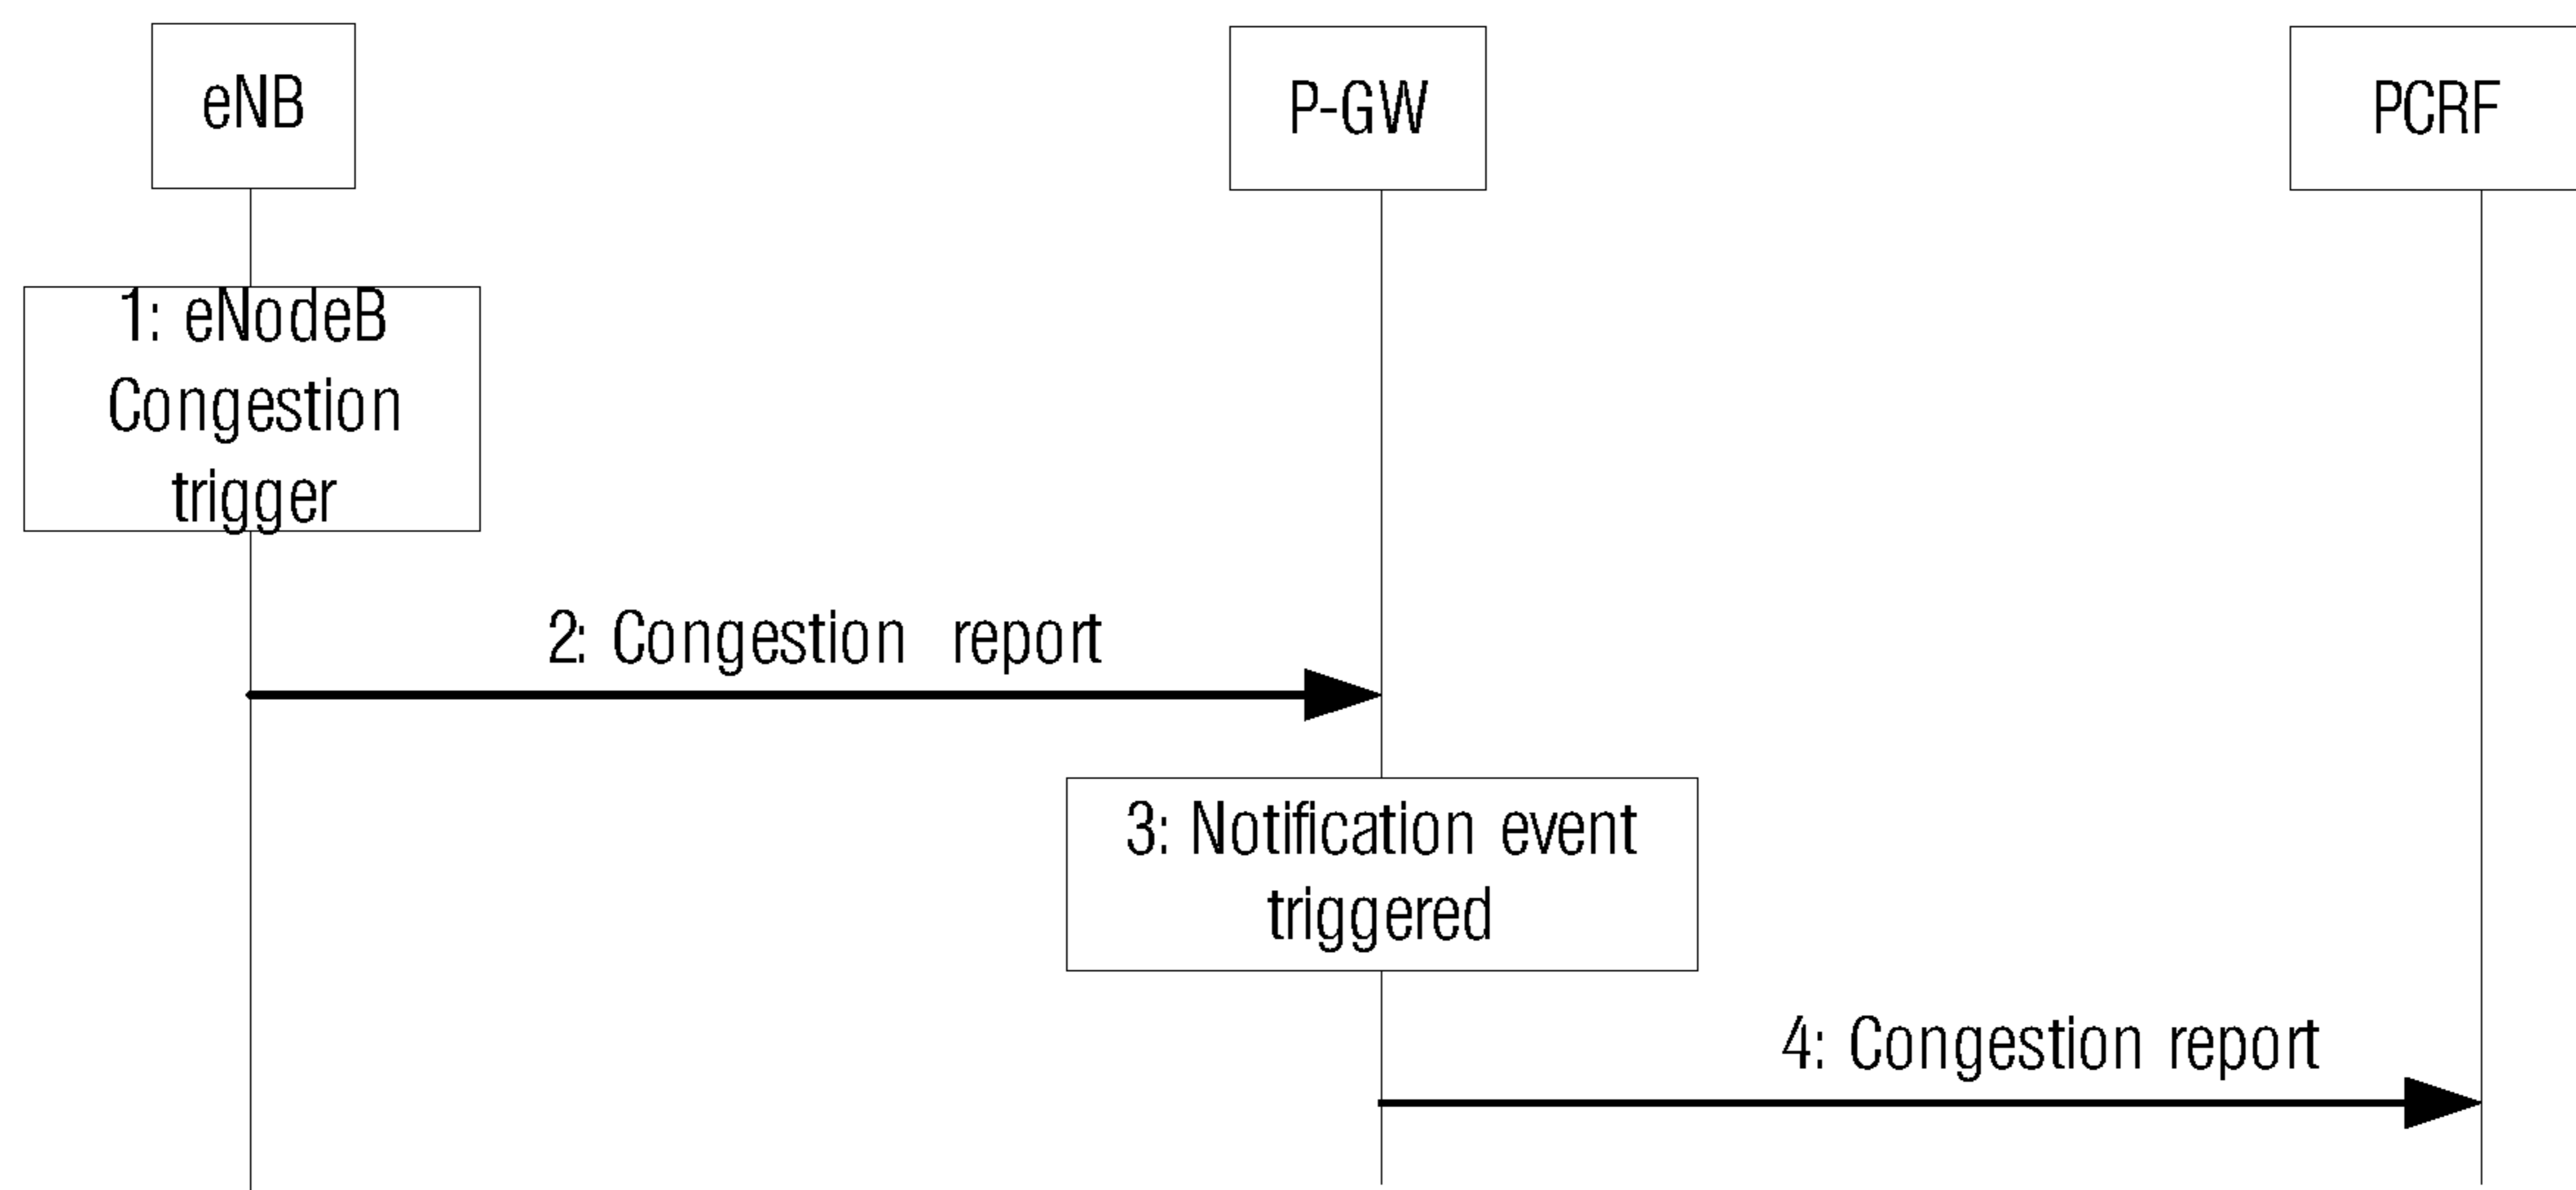 eNB
P-GW
PCRF
1: eNodeB
Congestion
trigger
2: Congestion report
3: Notification event
triggered
4: Congestion report